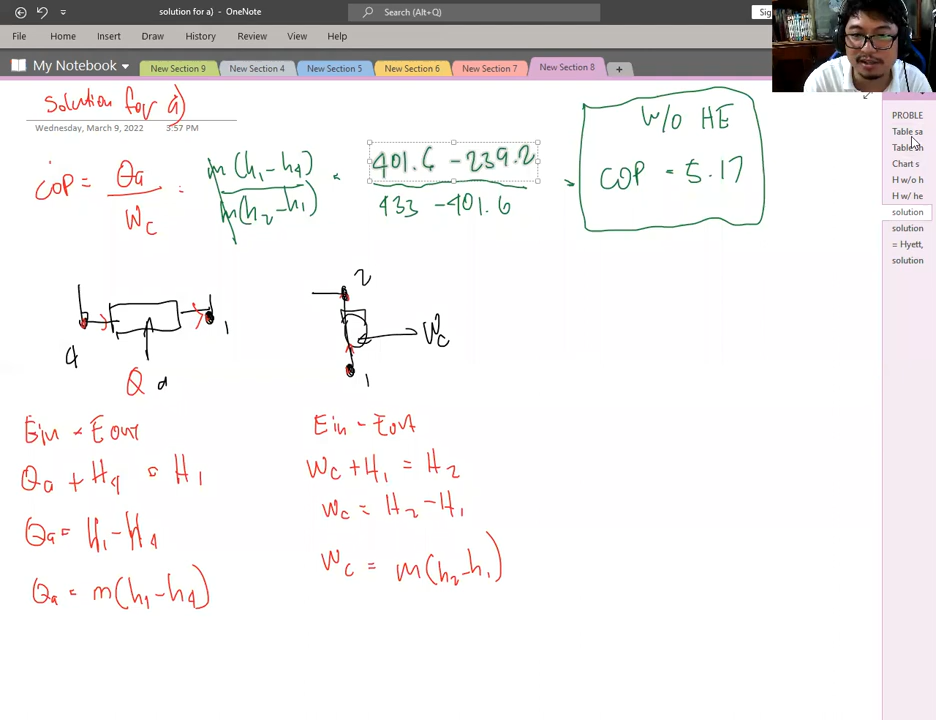 solution for a) - OneNote
Search (Alt+Q)
File Home Insert Draw History Review View Help
My Notebook
New Section 9 New Section 4 New Section 5 New Section 6 New Section 7 New Section 8 +
Solution for a)
Wednesday, March 9, 2022 3:57 PM
COP = Qa / Wc = m(h1-h4) / m(h2-h1) = 401.6 - 239.2 / 433 - 401.6
W/O HE
COP = 5.17
4 1
Qa
2
Wc
1
Ein = Eout
Qa + H4 = H1
Qa = H1 - H4
Qa = m(h1-h4)
Ein = Eout
Wc + H1 = H2
Wc = H2 - H1
Wc = m(h2-h1)
PROBLE
Table sa
Table
Chart s
H w/o h
H w/ he
solution
solution
= Hyett,
solution